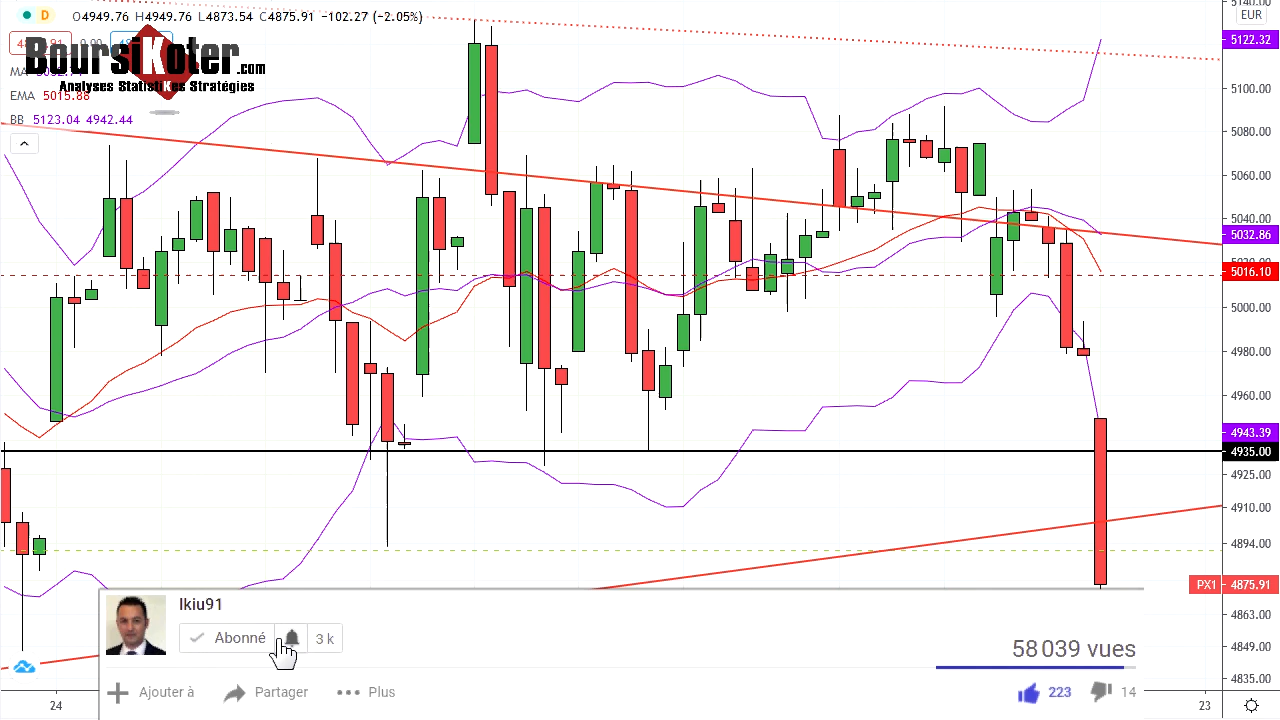 D O4949.76 H4949.76 L4873.54 C4875.91 −102.27 (−2.05%)
BoursiKoter.com
Analyses StatistiKes Stratégies
MA
EMA 5015.88
BB 5123.04 4942.44
EUR
5122.32
5100.00
5080.00
5060.00
5040.00
5032.86
5016.10
5000.00
4980.00
4960.00
4943.39
4935.00
4925.00
4910.00
4894.00
PX1 4875.91
4863.00
4849.00
4835.00
24
23
Ikiu91
Abonné 3 k
58 039 vues
Ajouter à Partager Plus
223 14